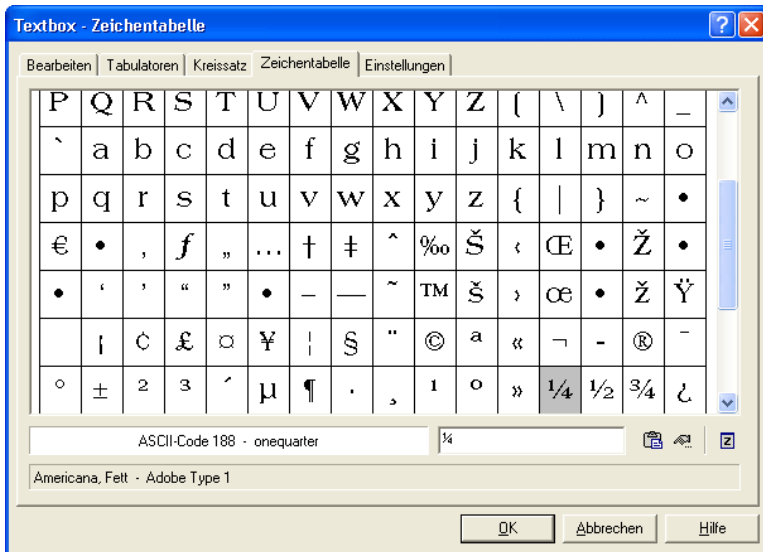 Textbox - Zeichentabelle
Bearbeiten Tabulatoren Kreissatz Zeichentabelle Einstellungen
P Q R S T U V W X Y Z [ \ ] ^ _
` a b c d e f g h i j k l m n o
p q r s t u v w x y z { | } ~ •
€ • ‚ ƒ „ … † ‡ ˆ ‰ Š ‹ Œ • Ž •
• ‘ ’ “ ” • – — ˜ ™ š › œ • ž Ÿ
¡ ¢ £ ¤ ¥ ¦ § ¨ © ª « ¬ - ® ¯
° ± ² ³ ´ µ ¶ · ¸ ¹ º » ¼ ½ ¾ ¿
ASCII-Code 188 - onequarter ¼
Americana, Fett - Adobe Type 1
OK Abbrechen Hilfe